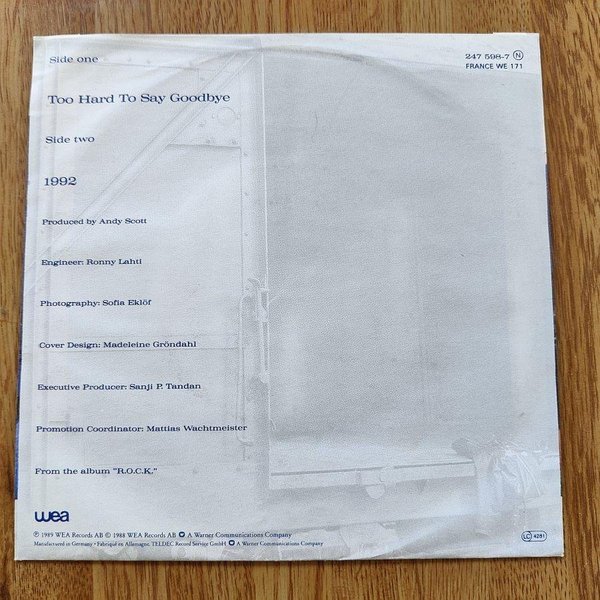 Side one
247 598-7 N
FRANCE WE 171
Too Hard To Say Goodbye
Side two
1992
Produced by Andy Scott
Engineer: Ronny Lahti
Photography: Sofia Eklöf
Cover Design: Madeleine Gröndahl
Executive Producer: Sanji P. Tandan
Promotion Coordinator: Mattias Wachtmeister
From the album "R.O.C.K."
wea
℗ 1989 WEA Records AB © 1988 WEA Records AB A Warner Communications Company
Manufactured in Germany • Fabriqué en Allemagne, TELDEC Record Service GmbH A Warner Communications Company
LC 4281